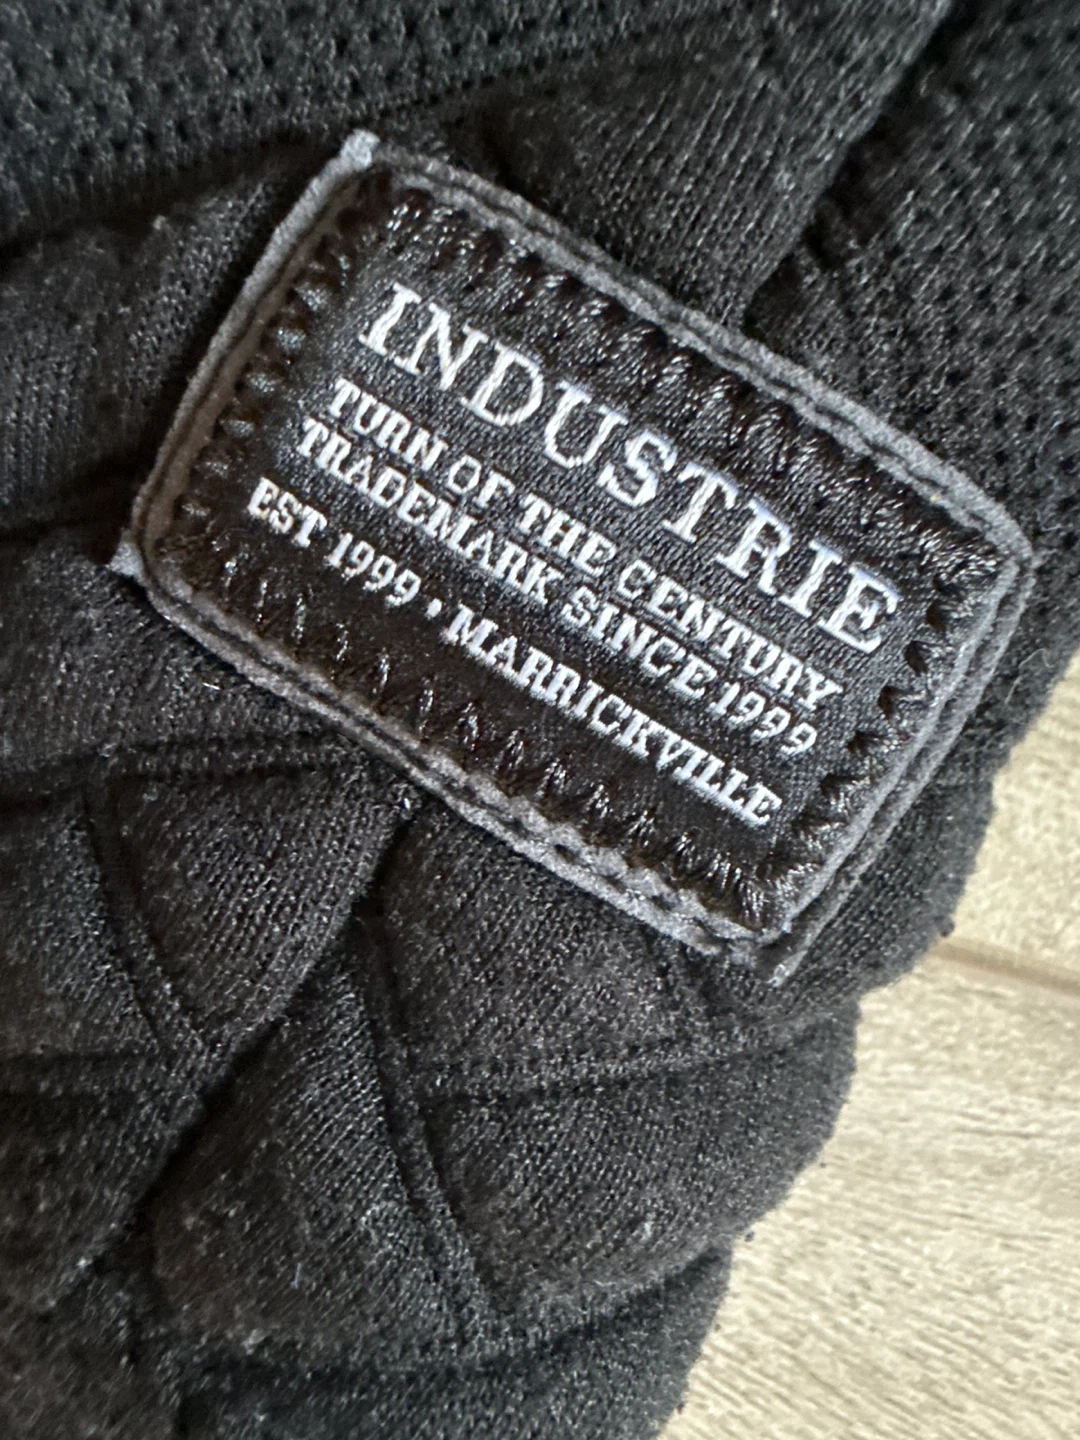 INDUSTRIE
TURN OF THE CENTURY
TRADEMARK SINCE 1999
EST 1999 • MARRICKVILLE